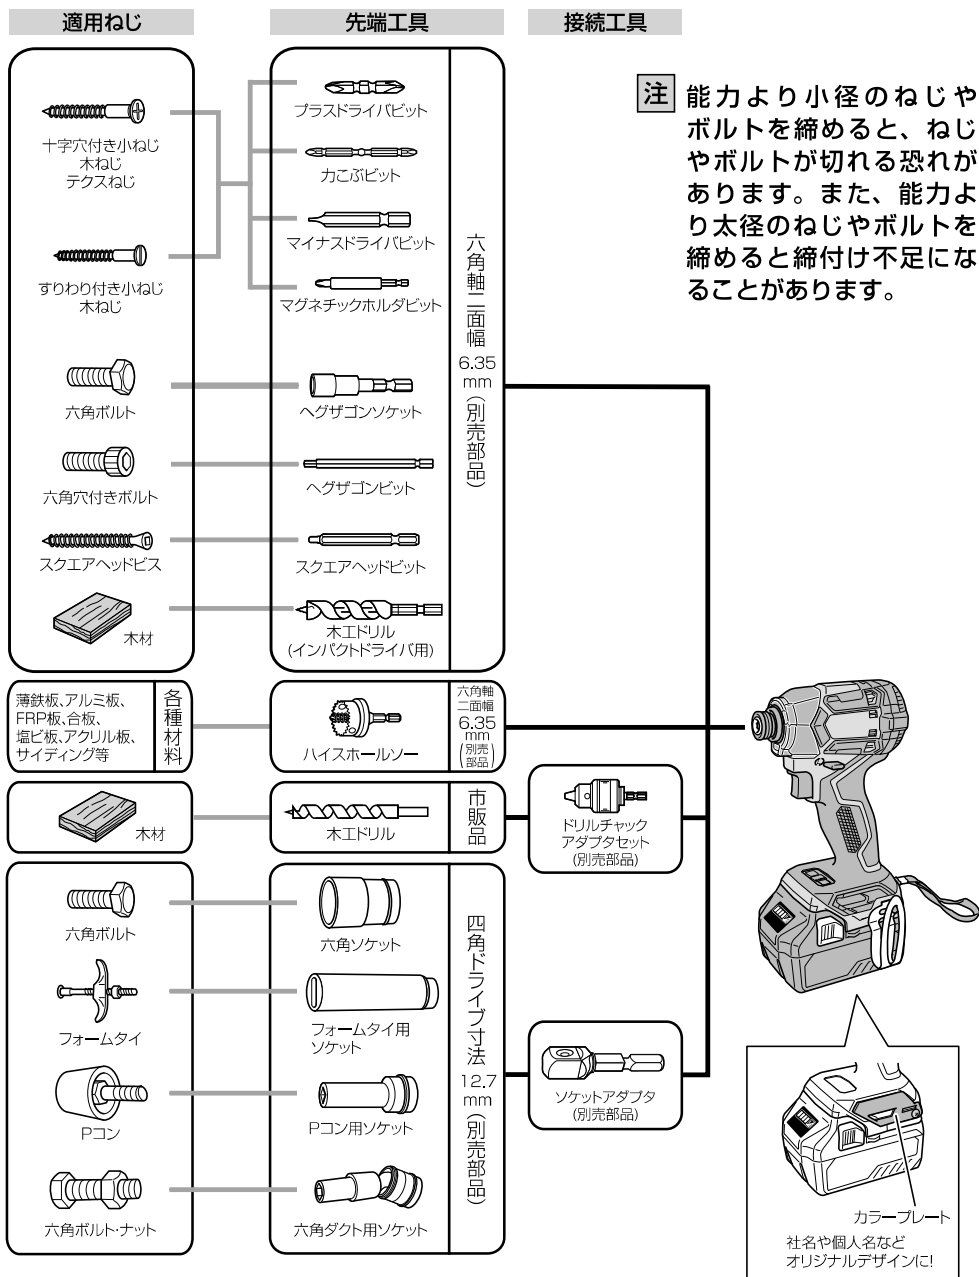 適用ねじ
先端工具
接続工具
十字穴付き小ねじ
木ねじ
テクスねじ
すりわり付き小ねじ
木ねじ
六角ボルト
六角穴付きボルト
スクエアヘッドビス
木材
プラスドライバビット
力こぶビット
マイナスドライバビット
マグネチックホルダビット
ヘグザゴンソケット
ヘグザゴンビット
スクエアヘッドビット
木工ドリル
(インパクトドライバ用)
六角軸二面幅6.35mm(別売部品)
注
能力より小径のねじや
ボルトを締めると、ねじ
やボルトが切れる恐れが
あります。また、能力よ
り太径のねじやボルトを
締めると締付け不足にな
ることがあります。
薄鉄板、アルミ板、
FRP板、合板、
塩ビ板、アクリル板、
サイディング等
各種材料
ハイスホールソー
六角軸
二面幅
6.35
mm
(別売
部品)
木材
木工ドリル
市販品
ドリルチャック
アダプタセット
(別売部品)
六角ボルト
フォームタイ
Pコン
六角ボルト・ナット
六角ソケット
フォームタイ用
ソケット
Pコン用ソケット
六角ダクト用ソケット
四角ドライブ寸法12.7mm(別売部品)
ソケットアダプタ
(別売部品)
カラープレート
社名や個人名など
オリジナルデザインに!